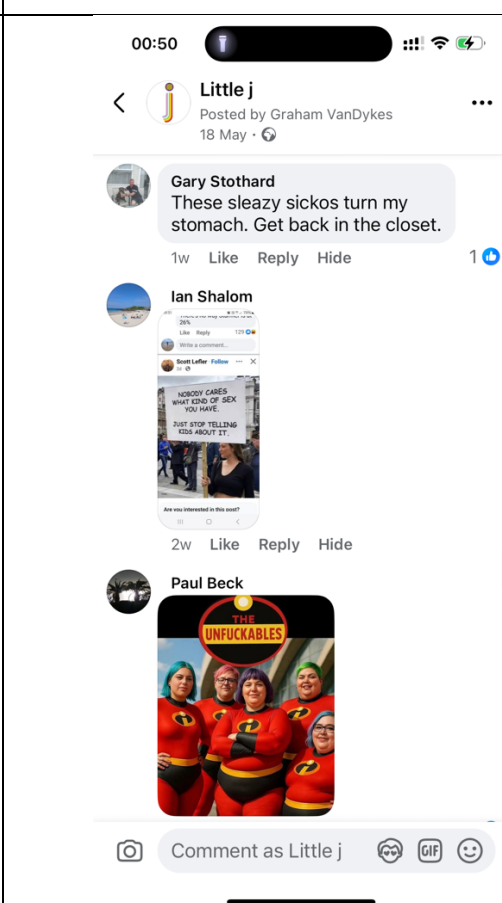 00:50
Little j
Posted by Graham VanDykes
18 May ·
Gary Stothard
These sleazy sickos turn my
stomach. Get back in the closet.
1w Like Reply Hide
1
Ian Shalom
26%
Like Reply
129
Write a comment...
Scott Lefler Follow
NOBODY CARES
WHAT KIND OF SEX
YOU HAVE.
JUST STOP TELLING
KIDS ABOUT IT.
Are you interested in this post?
2w Like Reply Hide
Paul Beck
THE
UNFUCKABLES
Comment as Little j
GIF